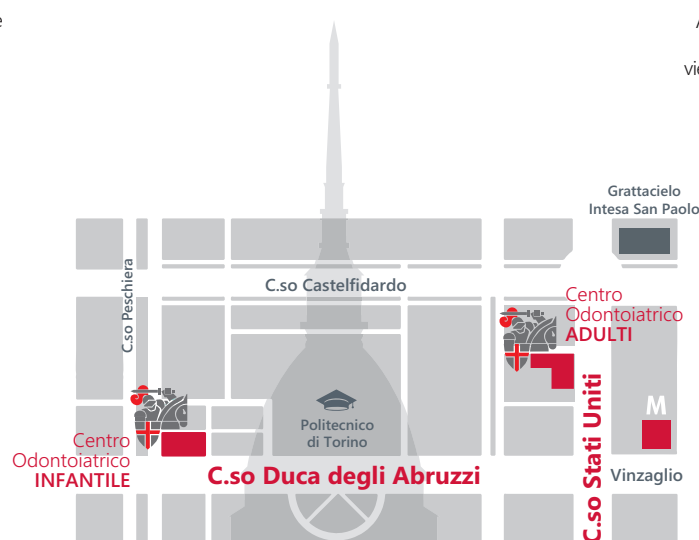 e
A
vie
Grattacielo
Intesa San Paolo
C.so Castelfidardo
C.so Peschiera
Centro
Odontoiatrico
ADULTI
M
C.so Stati Uniti
Politecnico
di Torino
Centro
Odontoiatrico
INFANTILE
C.so Duca degli Abruzzi
Vinzaglio